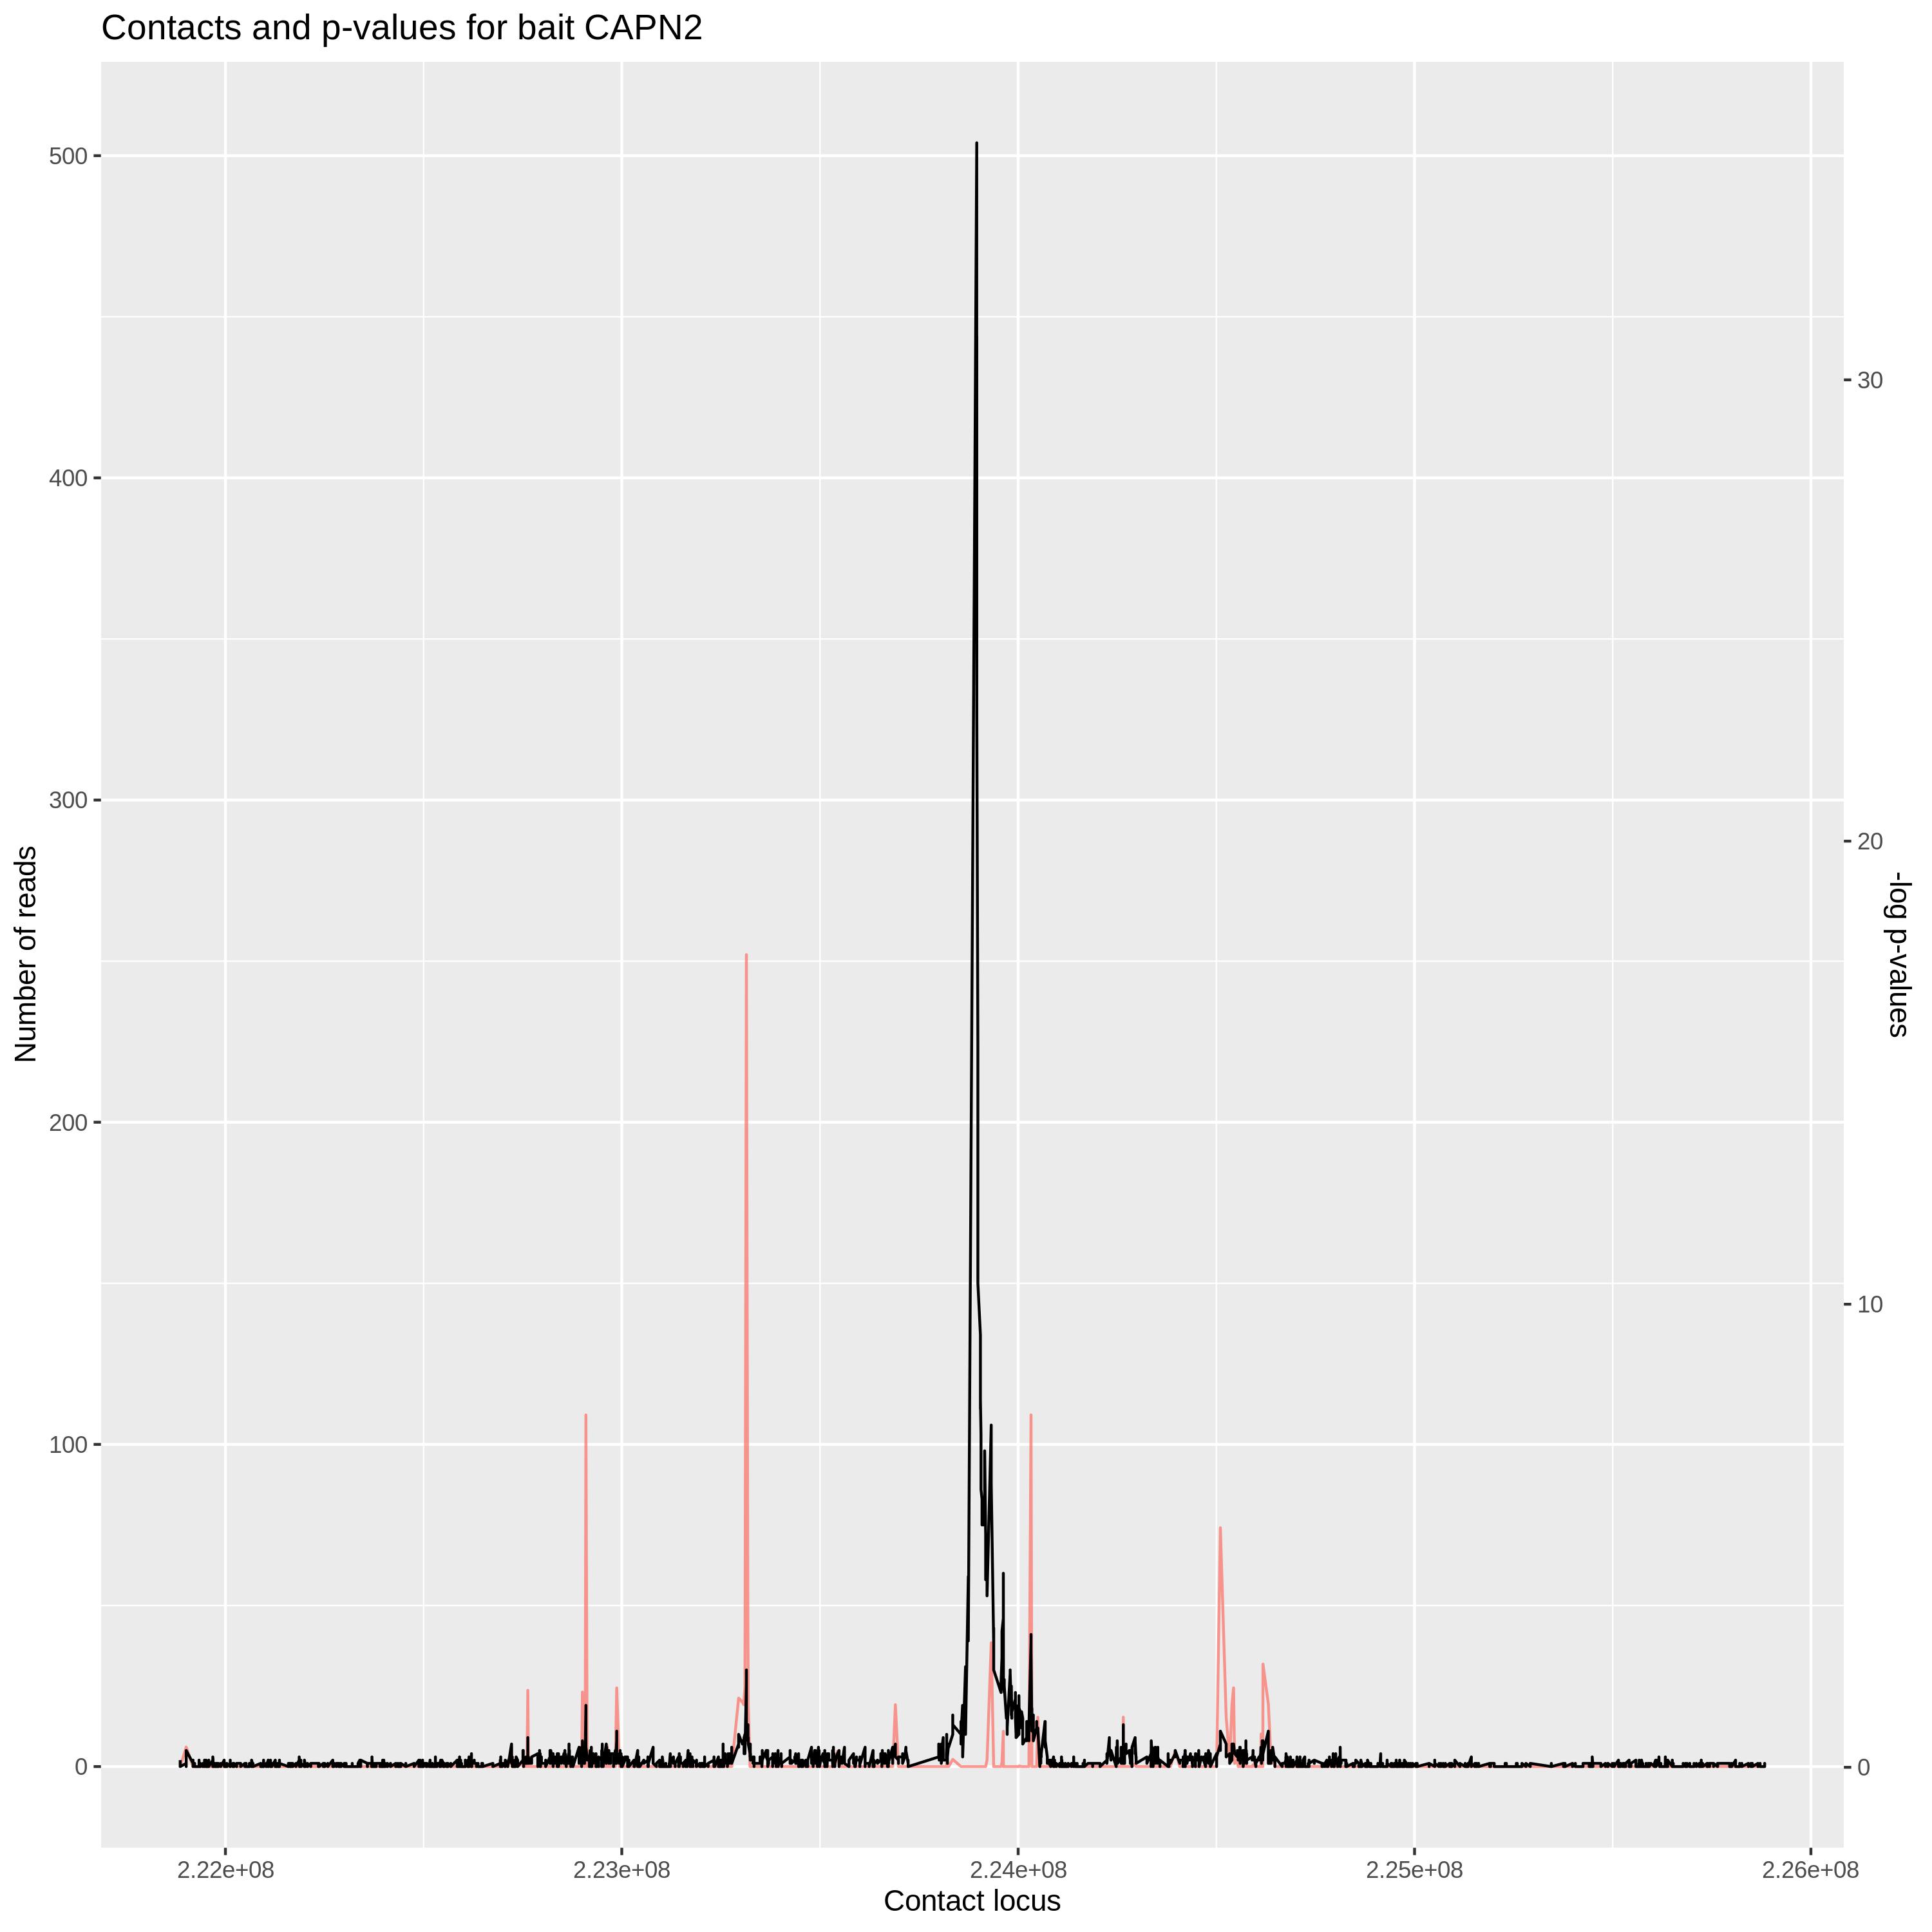 Contacts and p-values for bait CAPN2
500
400
300
200
100
0
Number of reads
30
20
10
0
-log p-values
2.22e+08
2.23e+08
2.24e+08
2.25e+08
2.26e+08
Contact locus